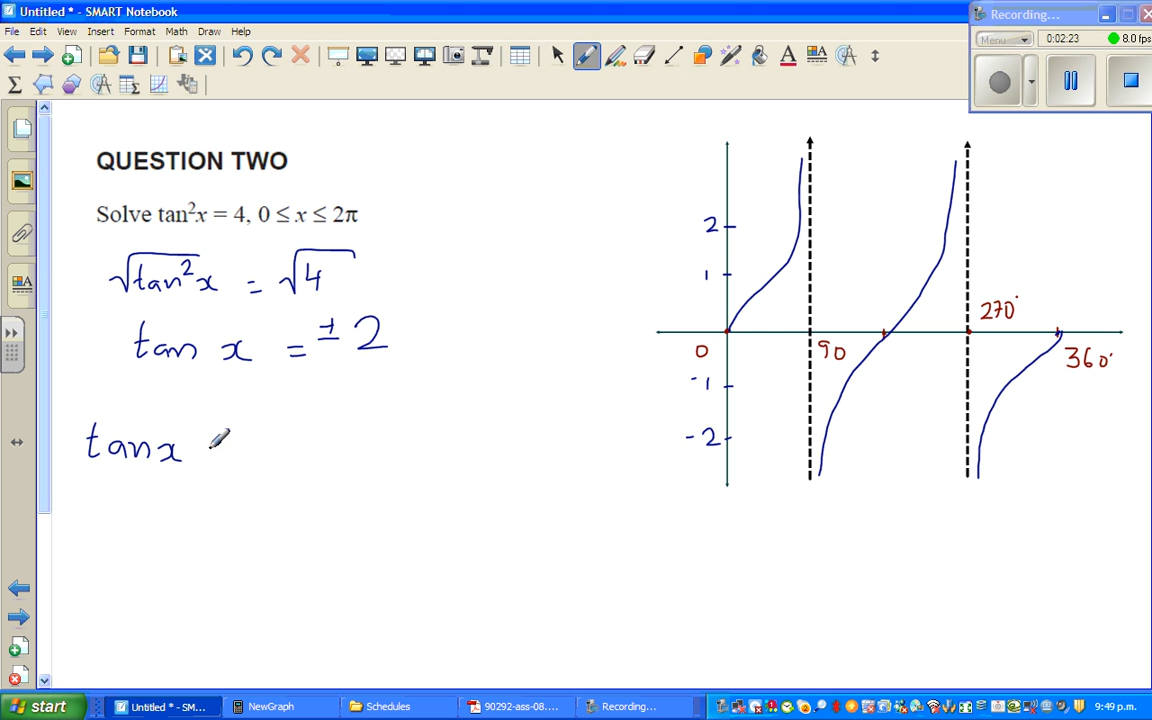 Untitled * - SMART Notebook
File Edit View Insert Format Math Draw Help
Recording...
Menu
0:02:23
8.0 fps
QUESTION TWO
Solve tan²x = 4, 0 ≤ x ≤ 2π
√tan²x = √4
tan x = ± 2
tan x
2
1
0
-1
-2
90
270°
360°
start
Untitled * - SM...
NewGraph
Schedules
90292-ass-08....
Recording...
9:49 p.m.